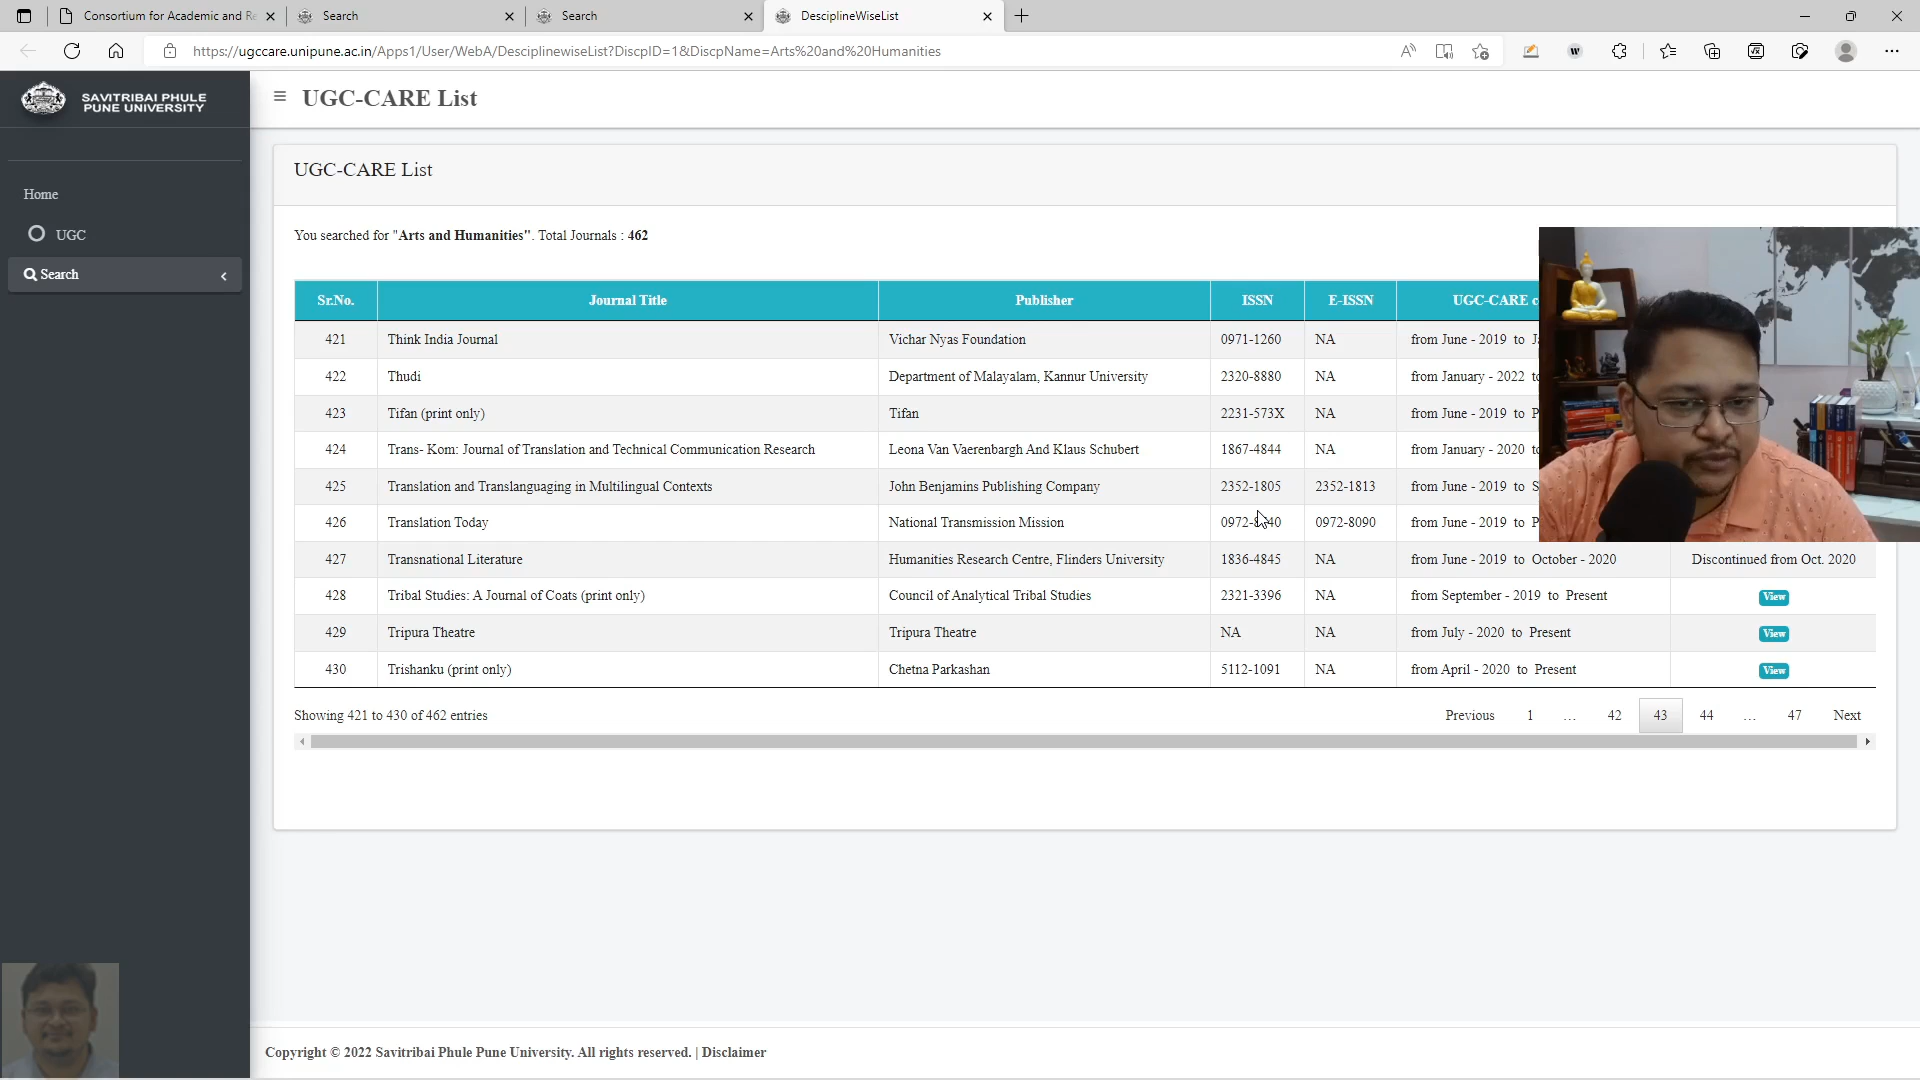 Consortium for Academic and Re
Search
Search
DesciplineWiseList
https://ugccare.unipune.ac.in/Apps1/User/WebA/DesciplinewiseList?DiscpID=1&DiscpName=Arts%20and%20Humanities
SAVITRIBAI PHULE
PUNE UNIVERSITY
UGC-CARE List
Home
UGC
Search
UGC-CARE List
You searched for "Arts and Humanities". Total Journals : 462
Sr.No. Journal Title Publisher ISSN E-ISSN UGC-CARE c
421 Think India Journal Vichar Nyas Foundation 0971-1260 NA from June - 2019 to J
422 Thudi Department of Malayalam, Kannur University 2320-8880 NA from January - 2022 to
423 Tifan (print only) Tifan 2231-573X NA from June - 2019 to P
424 Trans- Kom: Journal of Translation and Technical Communication Research Leona Van Vaerenbargh And Klaus Schubert 1867-4844 NA from January - 2020 to
425 Translation and Translanguaging in Multilingual Contexts John Benjamins Publishing Company 2352-1805 2352-1813 from June - 2019 to S
426 Translation Today National Transmission Mission 0972-8740 0972-8090 from June - 2019 to P
427 Transnational Literature Humanities Research Centre, Flinders University 1836-4845 NA from June - 2019 to October - 2020 Discontinued from Oct. 2020
428 Tribal Studies: A Journal of Coats (print only) Council of Analytical Tribal Studies 2321-3396 NA from September - 2019 to Present View
429 Tripura Theatre Tripura Theatre NA NA from July - 2020 to Present View
430 Trishanku (print only) Chetna Parkashan 5112-1091 NA from April - 2020 to Present View
Showing 421 to 430 of 462 entries
Previous 1 ... 42 43 44 ... 47 Next
Copyright © 2022 Savitribai Phule Pune University. All rights reserved. | Disclaimer